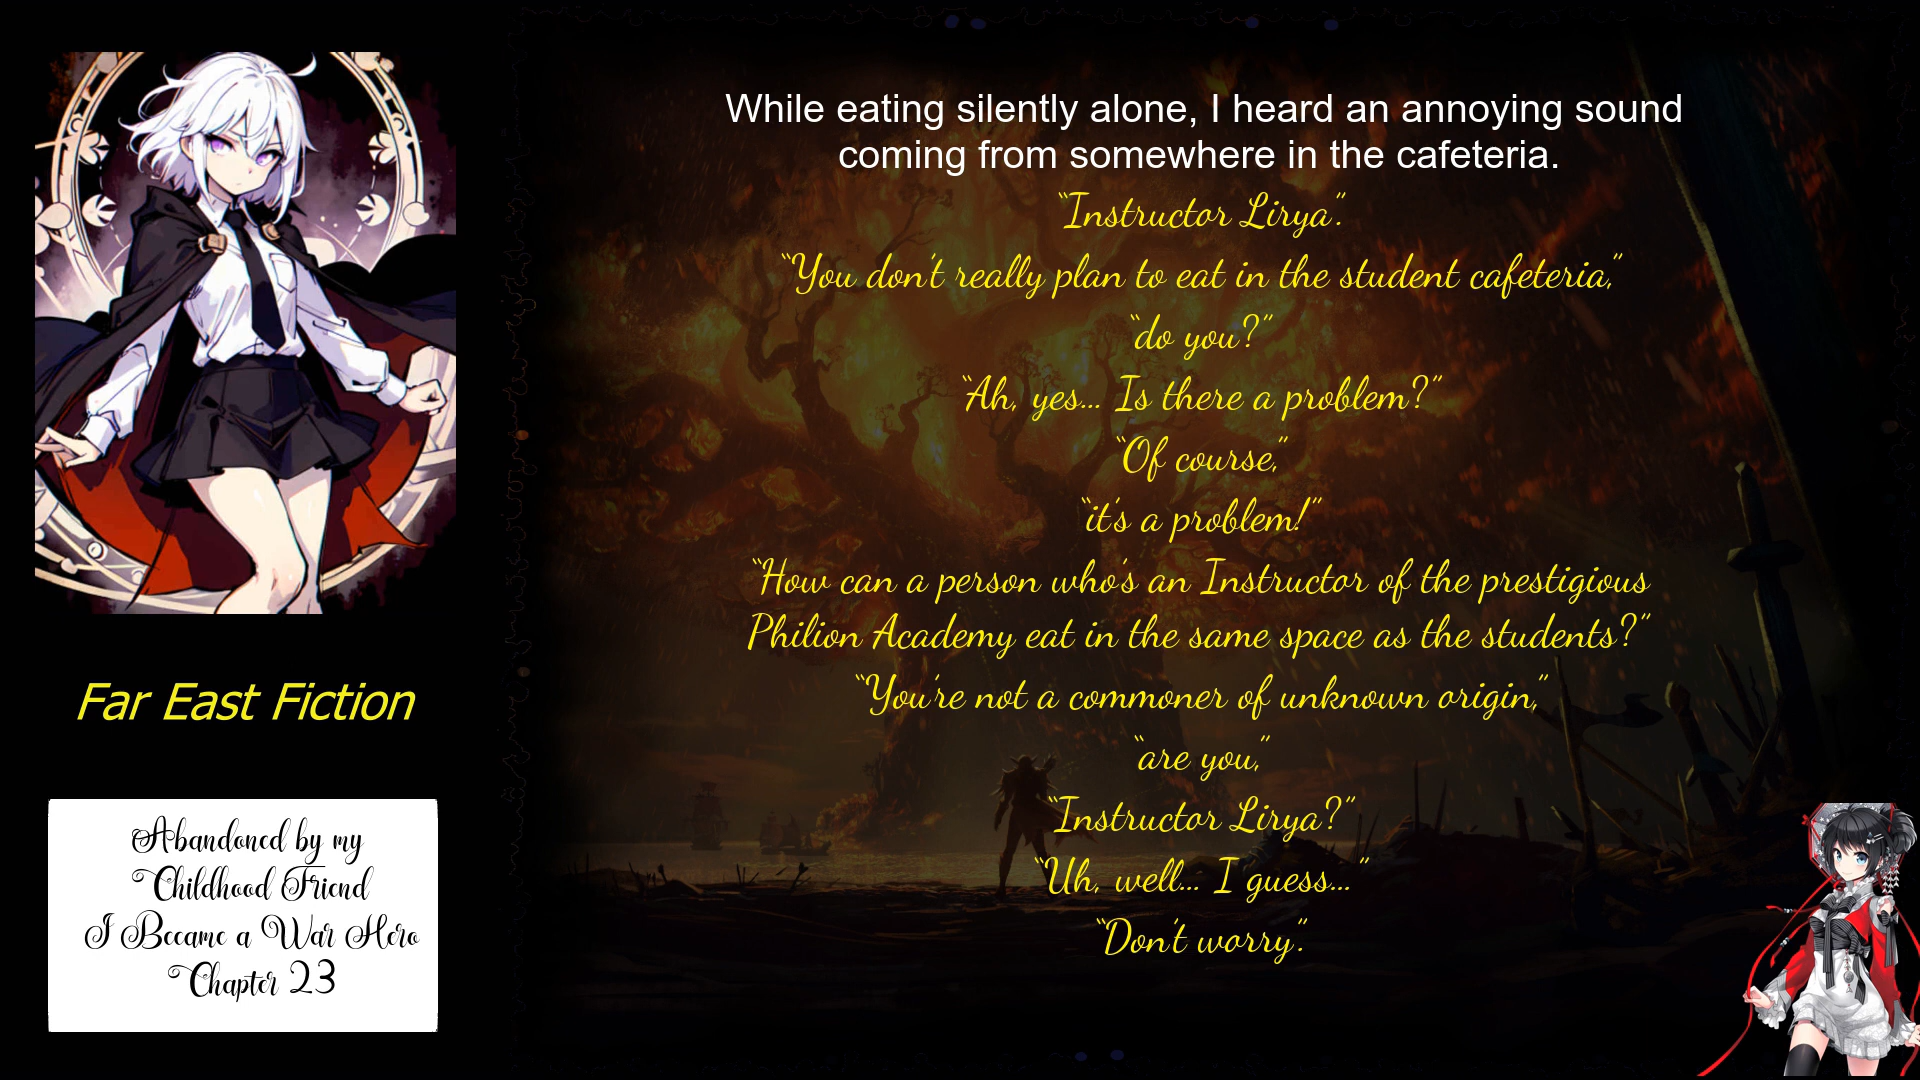 While eating silently alone, I heard an annoying sound
coming from somewhere in the cafeteria.
“Instructor Lirya”.
“You don't really plan to eat in the student cafeteria,”
“do you?”
“Ah, yes... Is there a problem?”
“Of course,”
“it's a problem!”
“How can a person who's an Instructor of the prestigious
Philion Academy eat in the same space as the students?”
“You're not a commoner of unknown origin,”
“are you,”
“Instructor Lirya?”
“Uh, well... I guess...”
“Don't worry”.
Far East Fiction
Abandoned by my
Childhood Friend
I Became a War Hero
Chapter 23